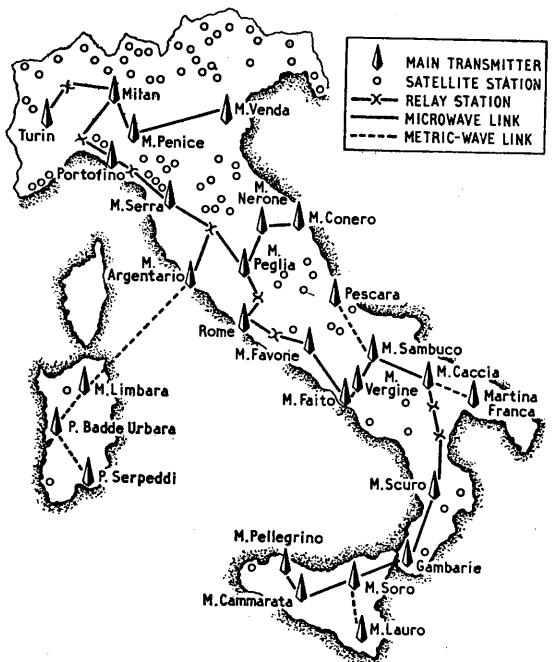 MAIN TRANSMITTER
SATELLITE STATION
RELAY STATION
MICROWAVE LINK
METRIC-WAVE LINK
Milan
Turin
M.Venda
M.Penice
Portofino
M.Serra
M.
Nerone
M. Conero
M.
Argentario
M.
Peglia
Pescara
Rome
M.Favone
M.Sambuco
M.Caccia
M.
Vergine
M.Faito
Martina
Franca
M.Limbara
P. Badde Urbara
P. Serpeddi
M.Scuro
M.Pellegrino
Gambarie
M. Soro
M. Cammarata
M.Lauro